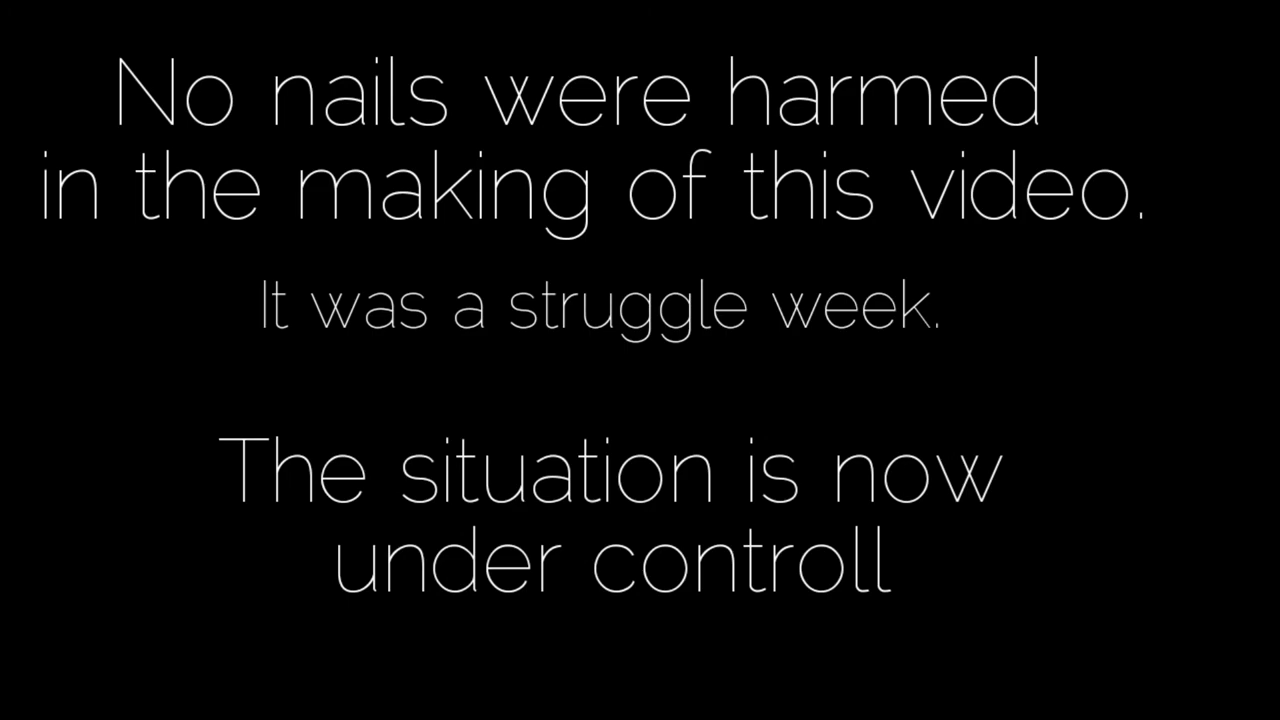 No nails were harmed
in the making of this video.
It was a struggle week.
The situation is now
under controll